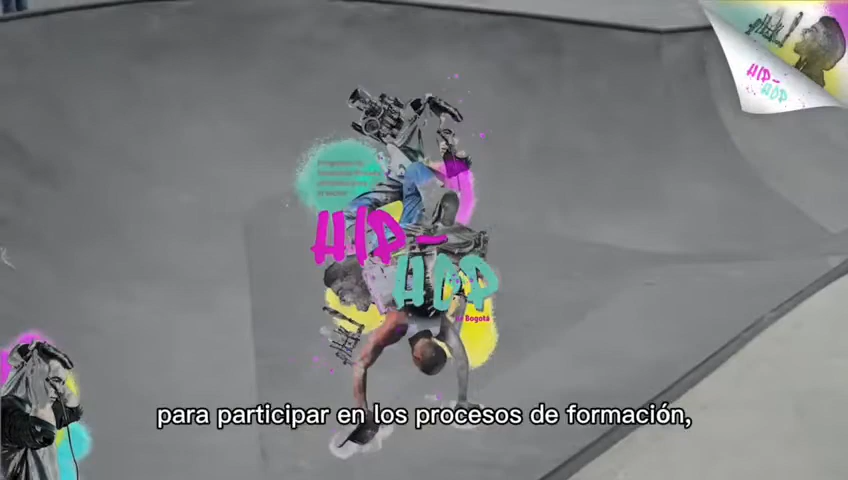 HIP-
HOP
HIP-
HOP
Bogotá
para participar en los procesos de formación,